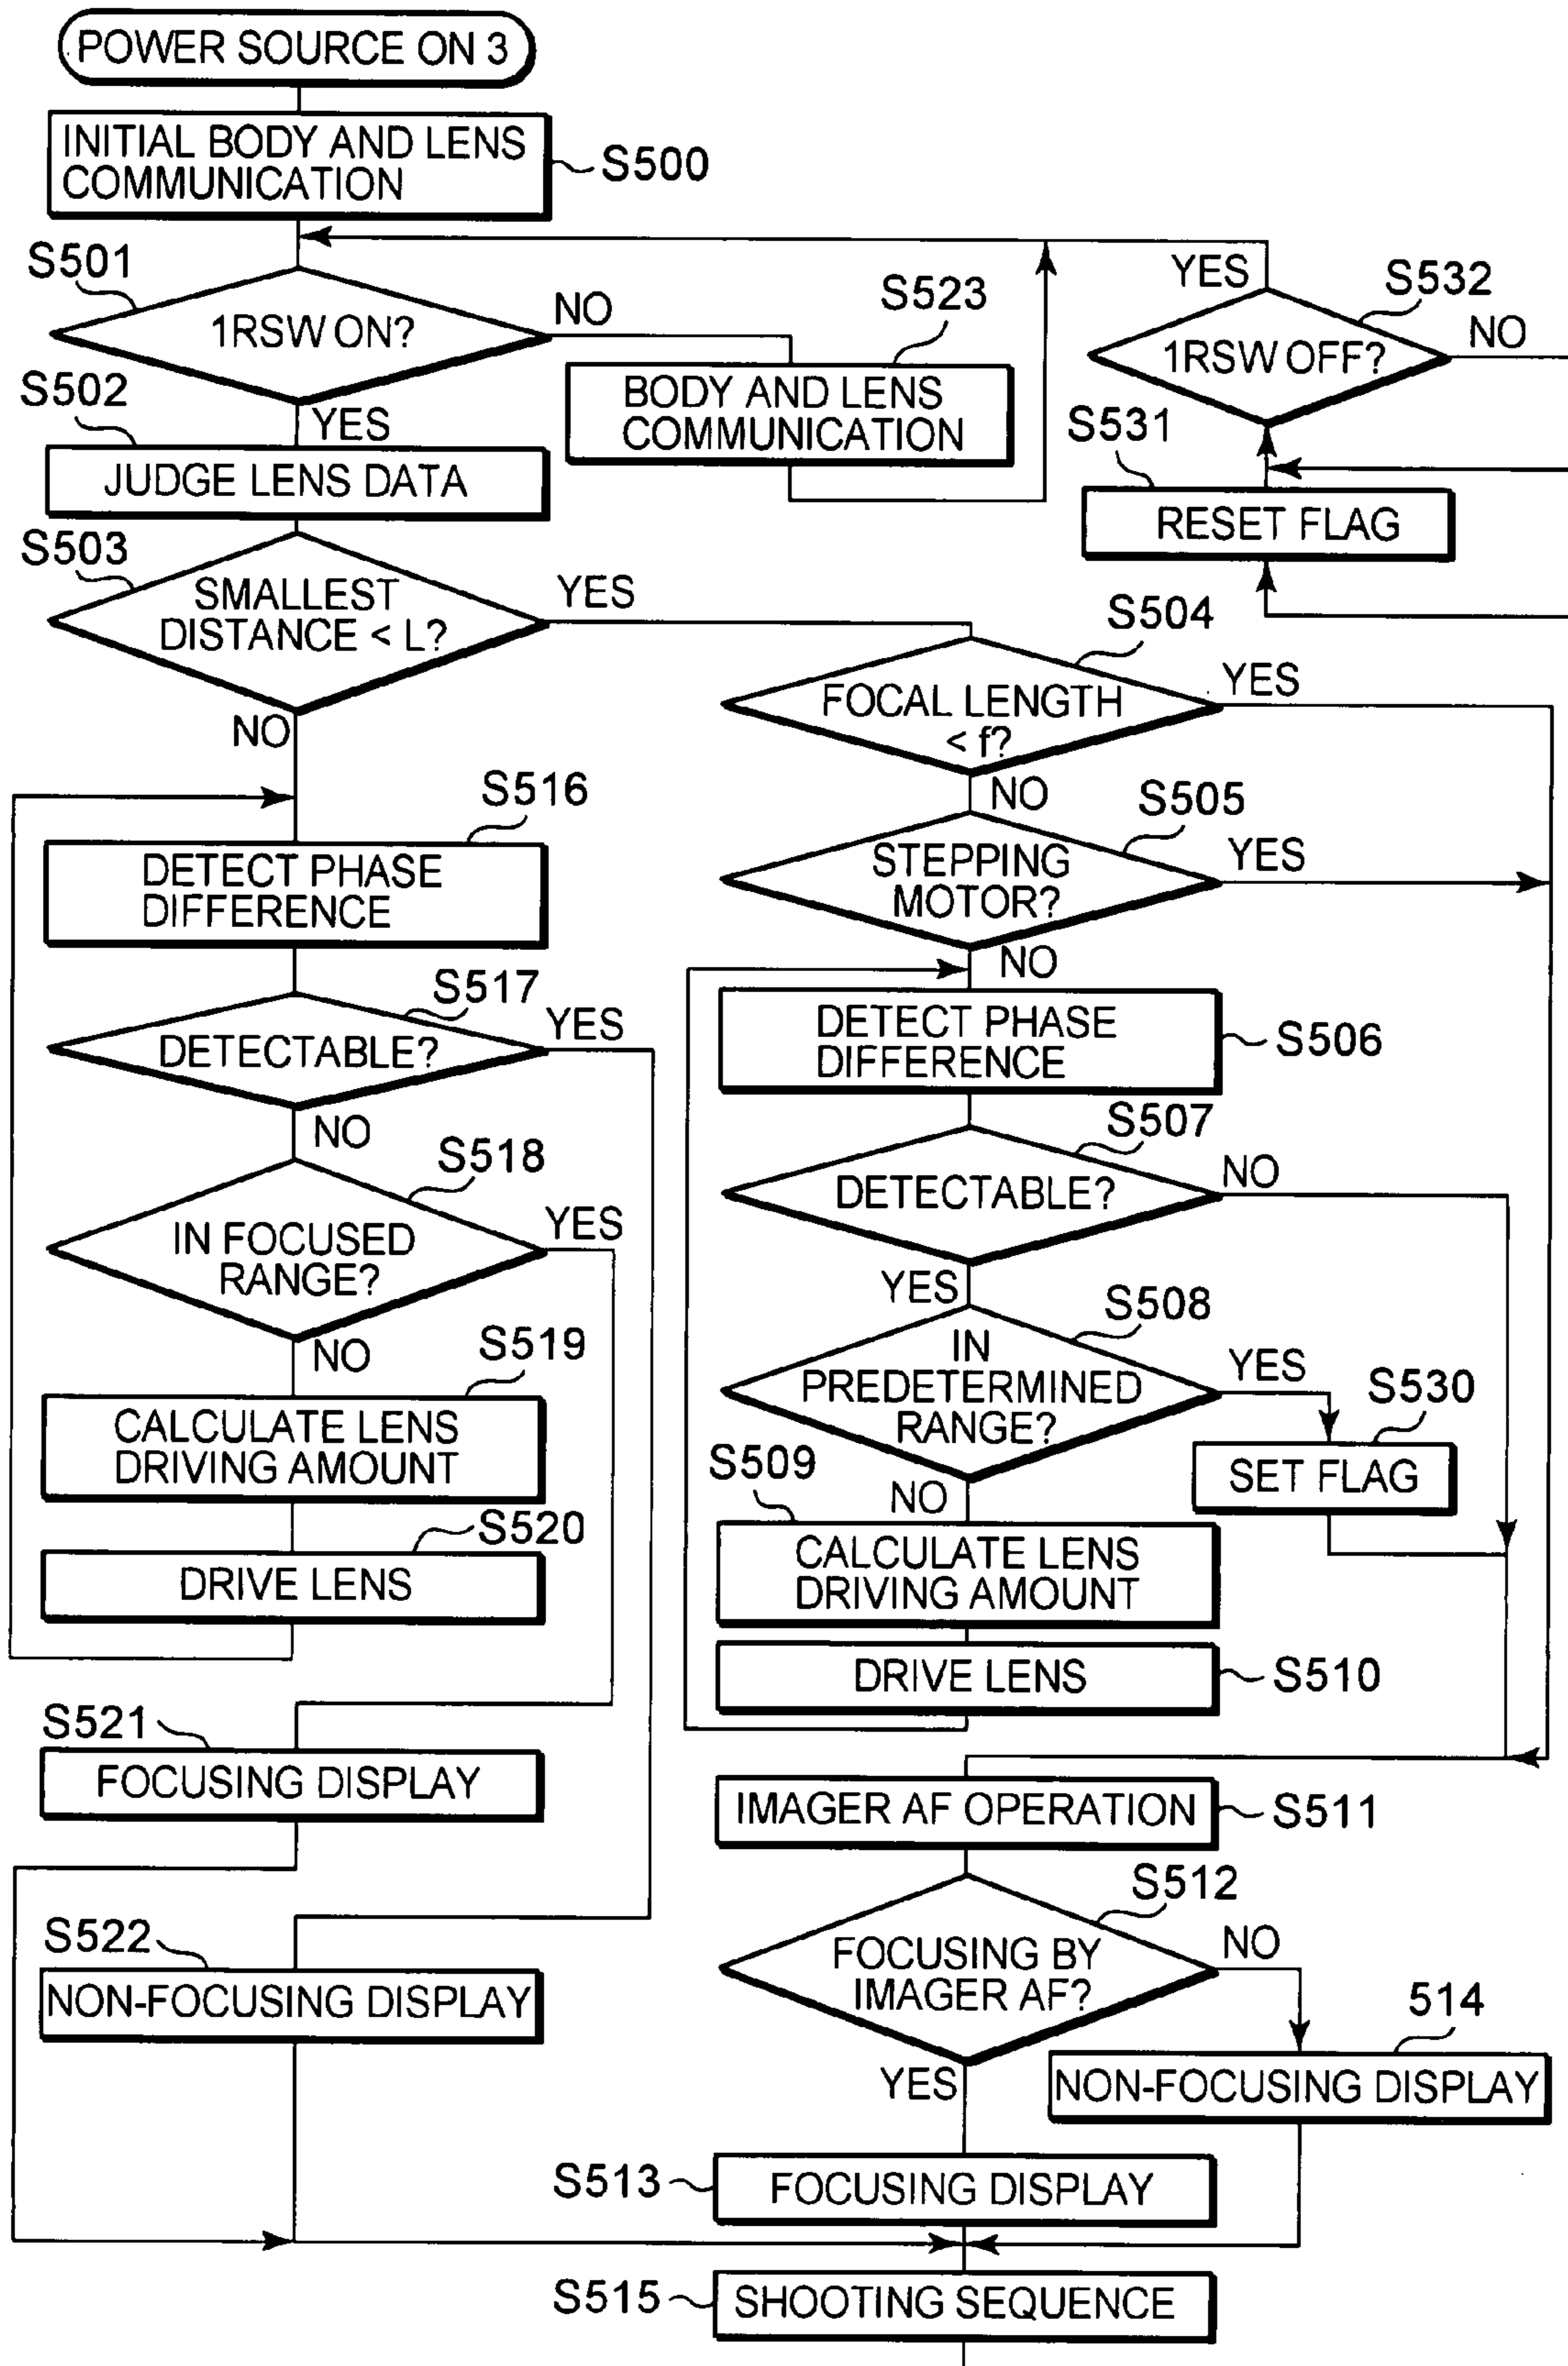 POWER SOURCE ON 3
INITIAL BODY AND LENS
COMMUNICATION
S500
S501
1RSW ON?
NO
YES
S523
BODY AND LENS
COMMUNICATION
YES
S532
1RSW OFF?
NO
S531
RESET FLAG
S502
JUDGE LENS DATA
S503
SMALLEST
DISTANCE < L?
YES
NO
S504
FOCAL LENGTH
< f?
YES
NO
S505
STEPPING
MOTOR?
YES
NO
S516
DETECT PHASE
DIFFERENCE
S517
DETECTABLE?
YES
NO
S518
IN FOCUSED
RANGE?
YES
NO
S519
CALCULATE LENS
DRIVING AMOUNT
S520
DRIVE LENS
S521
FOCUSING DISPLAY
S522
NON-FOCUSING DISPLAY
DETECT PHASE
DIFFERENCE
S506
S507
DETECTABLE?
NO
YES
S508
IN
PREDETERMINED
RANGE?
YES
NO
S530
SET FLAG
S509
CALCULATE LENS
DRIVING AMOUNT
DRIVE LENS
S510
IMAGER AF OPERATION
S511
S512
FOCUSING BY
IMAGER AF?
NO
YES
514
NON-FOCUSING DISPLAY
S513
FOCUSING DISPLAY
S515
SHOOTING SEQUENCE